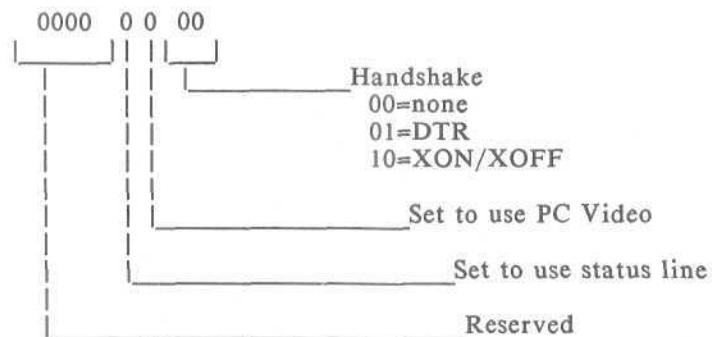 0000 0 0 00
Handshake
00=none
01=DTR
10=XON/XOFF
Set to use PC Video
Set to use status line
Reserved